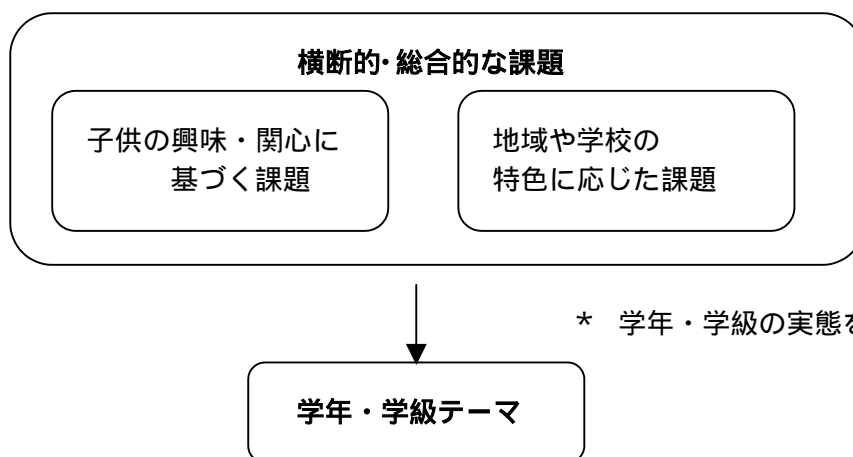 横断的・総合的な課題
子供の興味・関心に
基づく課題
地域や学校の
特色に応じた課題
* 学年・学級の実態を
学年・学級テーマ